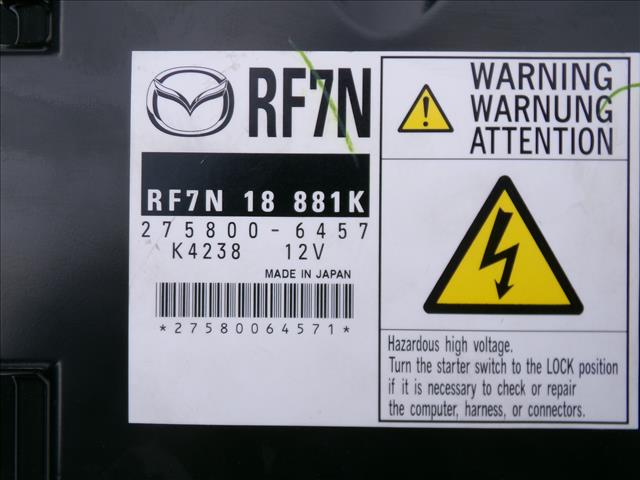 RF7N
RF7N 18 881K
275800-6457
K4238 12V
MADE IN JAPAN
*27580064571*
WARNING
WARNUNG
ATTENTION
Hazardous high voltage.
Turn the starter switch to the LOCK position
if it is necessary to check or repair
the computer, harness, or connectors.